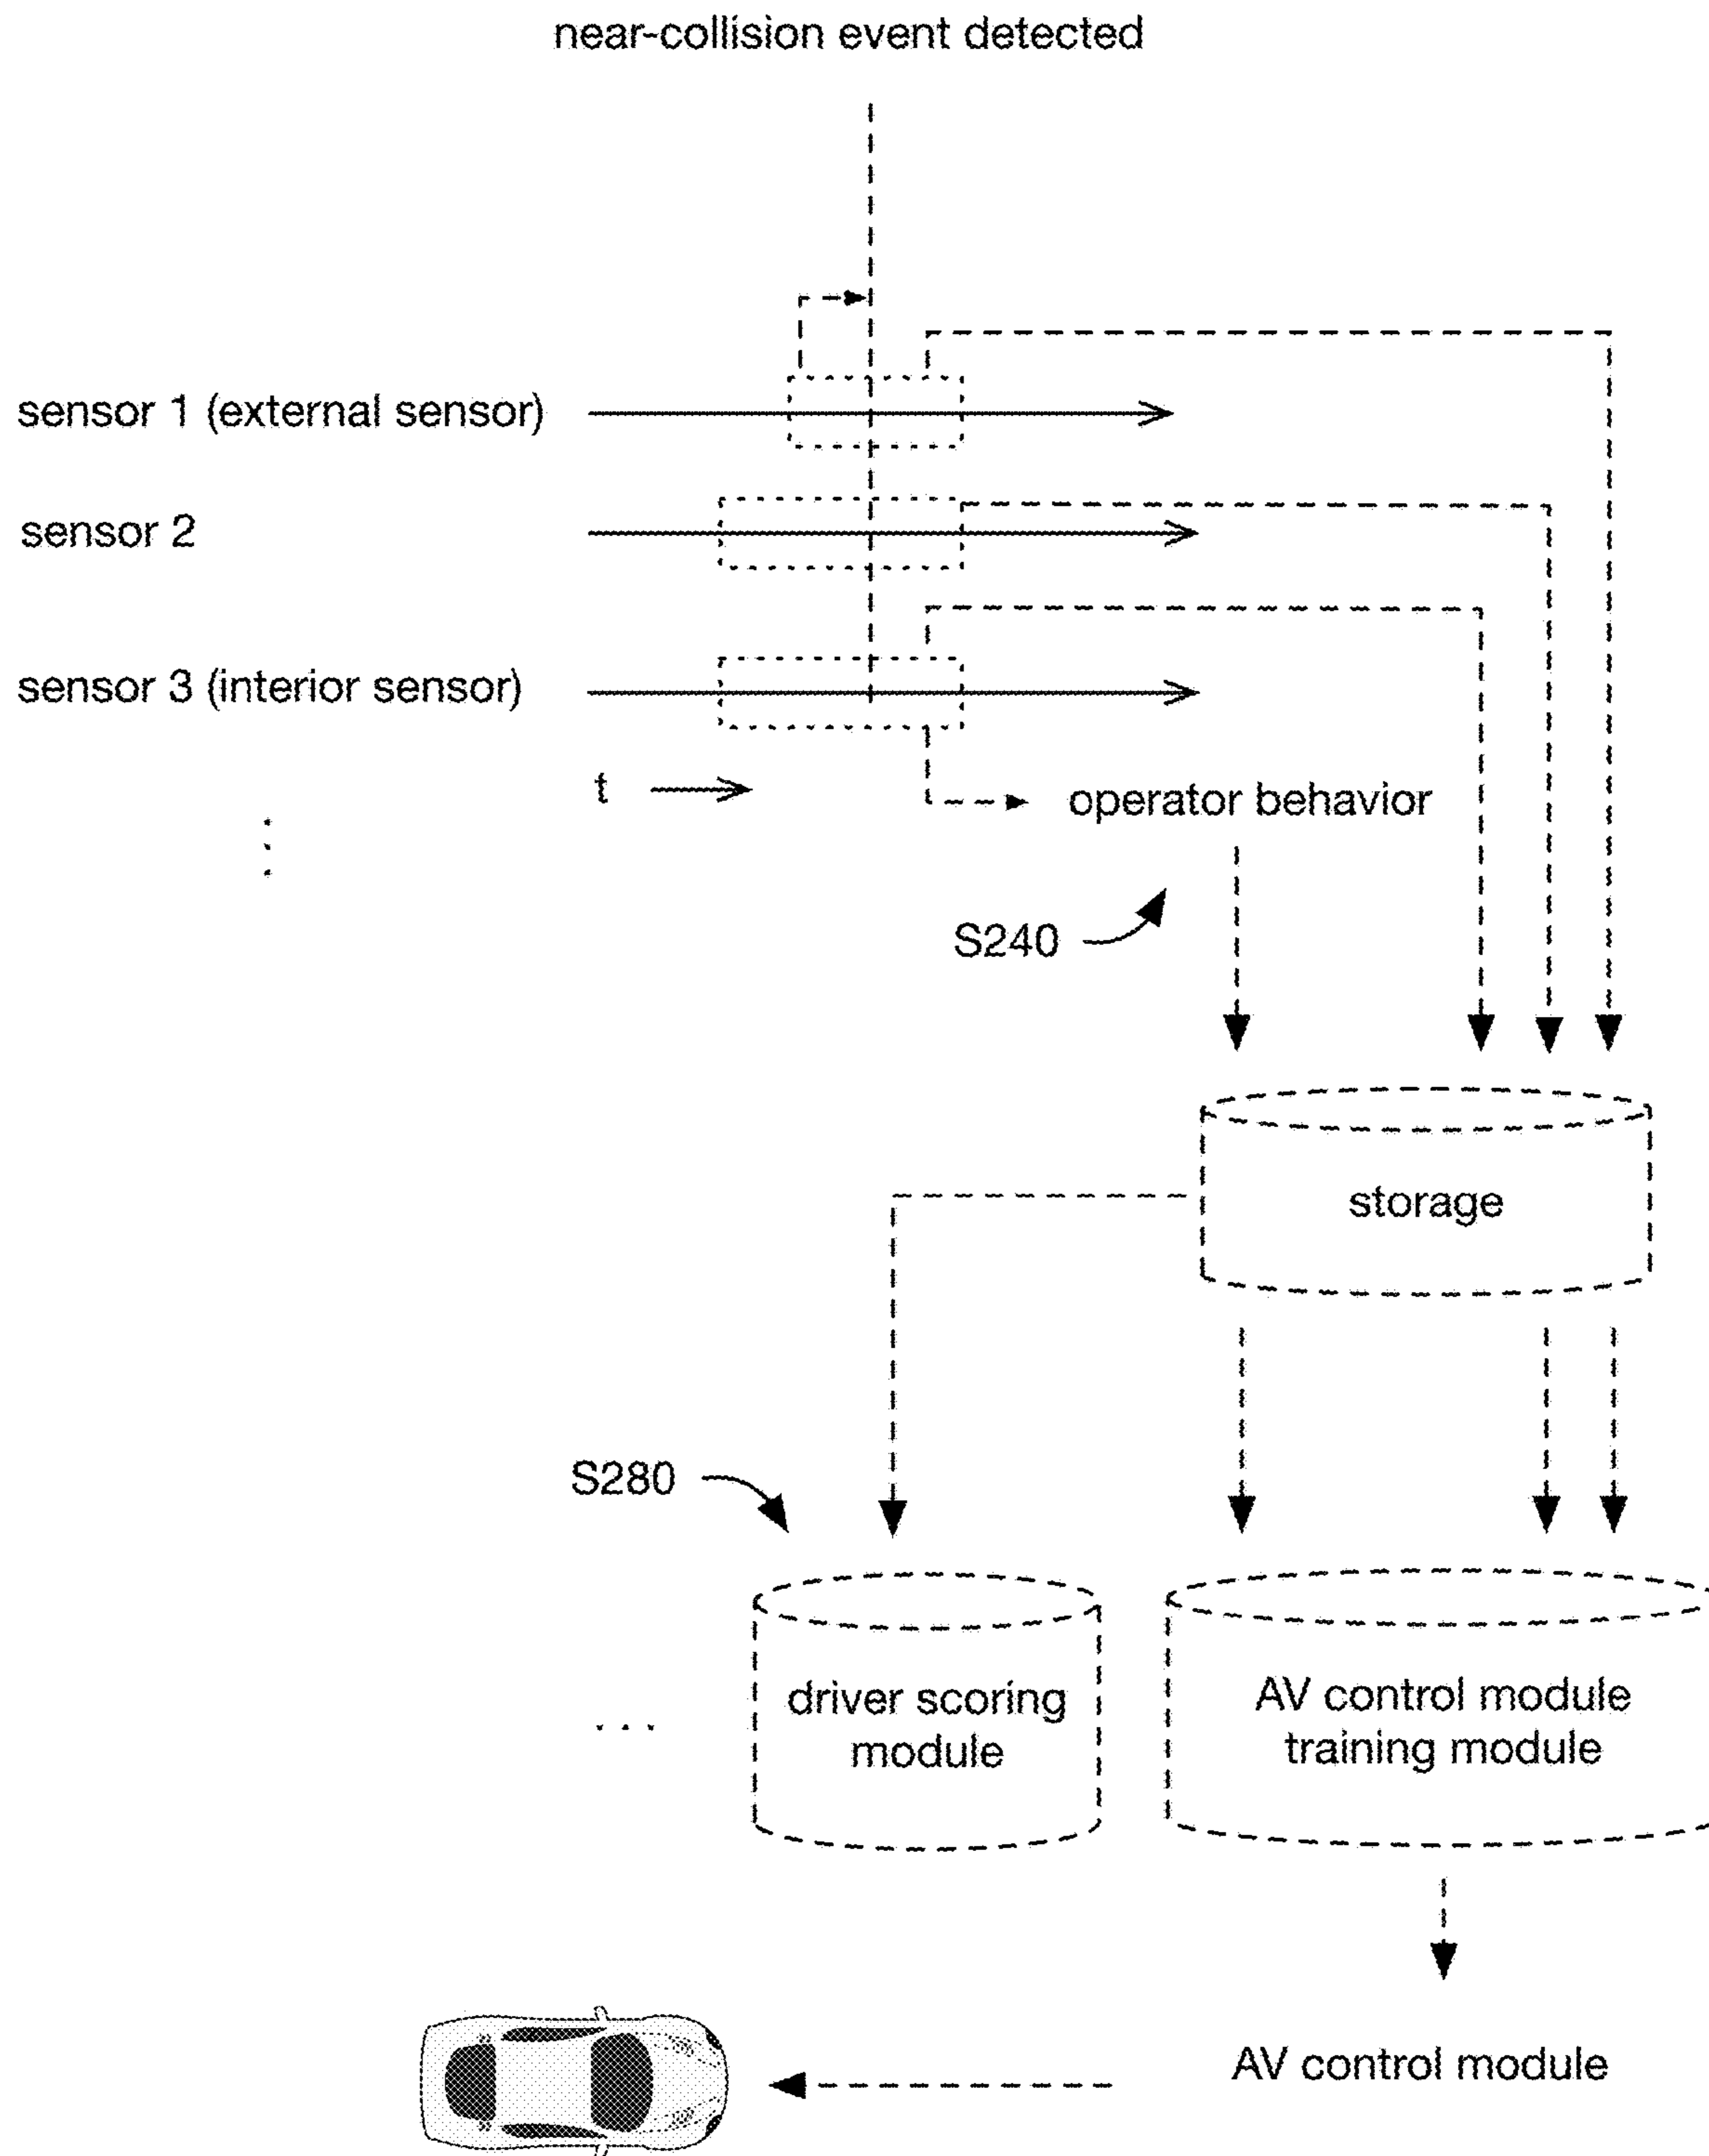 near-collision event detected
sensor 1 (external sensor)
sensor 2
sensor 3 (interior sensor)
t
operator behavior
S240
storage
S280
driver scoring
module
AV control module
training module
AV control module